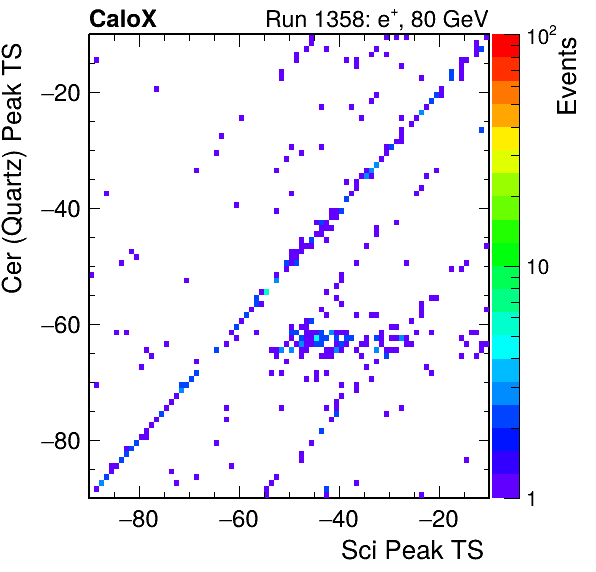 CaloX Run 1358: e⁺, 80 GeV
Cer (Quartz) Peak TS
−20
−40
−60
−80
−80 −60 −40 −20
Sci Peak TS
10²
10
1
Events